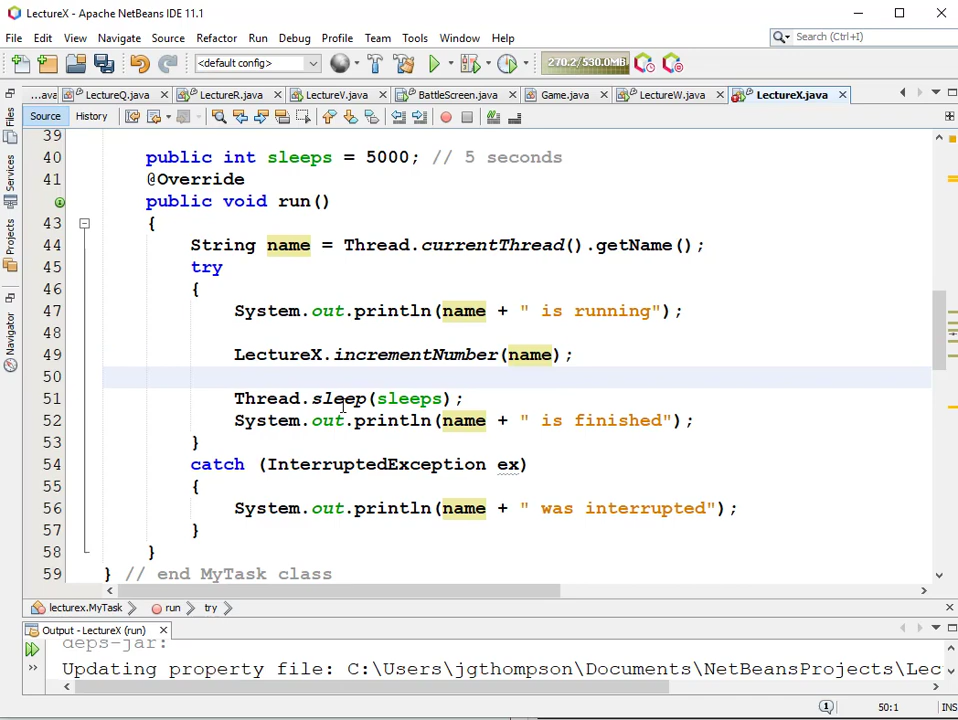 LectureX - Apache NetBeans IDE 11.1
File Edit View Navigate Source Refactor Run Debug Profile Team Tools Window Help
Search (Ctrl+I)
<default config>
270.2/530.0MB
...ava LectureQ.java LectureR.java LectureV.java BattleScreen.java Game.java LectureW.java LectureX.java
Source History
Files
Services
Projects
Navigator
39
40 public int sleeps = 5000; // 5 seconds
41 @Override
public void run()
43 {
44 String name = Thread.currentThread().getName();
45 try
46 {
47 System.out.println(name + " is running");
48
49 LectureX.incrementNumber(name);
50
51 Thread.sleep(sleeps);
52 System.out.println(name + " is finished");
53 }
54 catch (InterruptedException ex)
55 {
56 System.out.println(name + " was interrupted");
57 }
58 }
59 } // end MyTask class
lecturex.MyTask run try
Output - LectureX (run)
deps-jar:
Updating property file: C:\Users\jgthompson\Documents\NetBeansProjects\Lec
1 50:1 INS